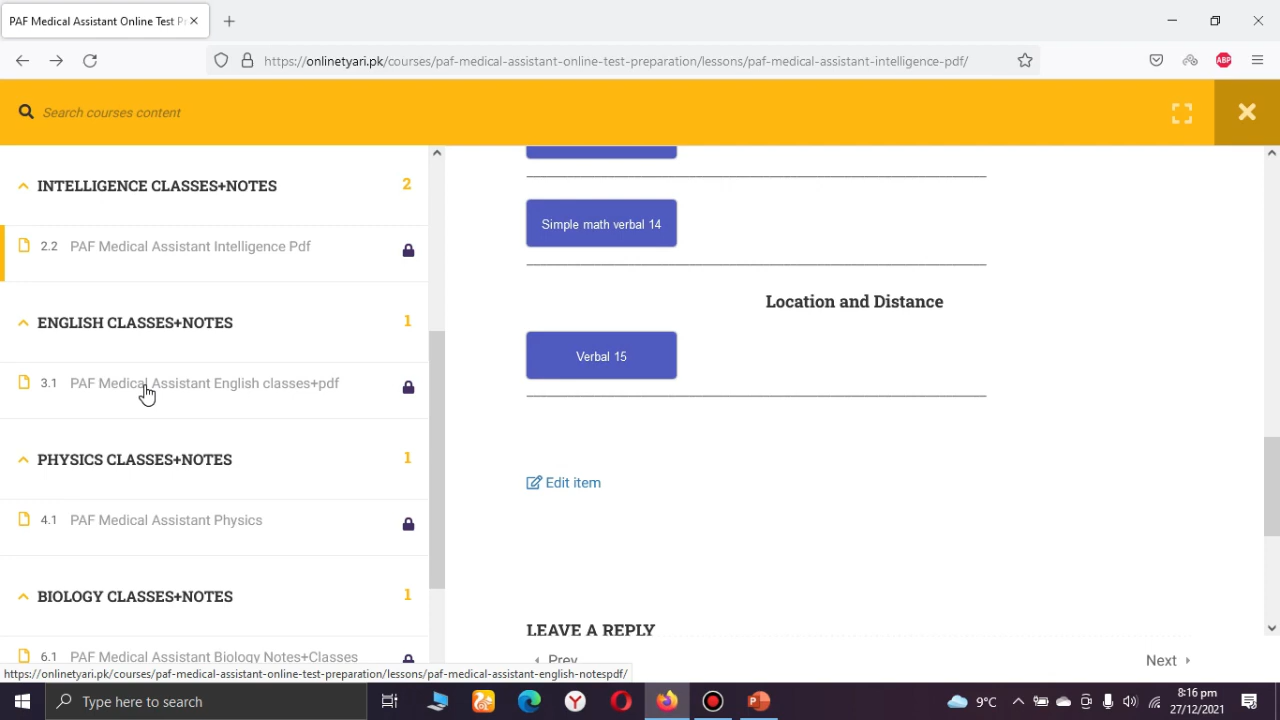 PAF Medical Assistant Online Test Pr
https://onlinetyari.pk/courses/paf-medical-assistant-online-test-preparation/lessons/paf-medical-assistant-intelligence-pdf/
ABP
Search courses content
INTELLIGENCE CLASSES+NOTES 2
2.2 PAF Medical Assistant Intelligence Pdf
ENGLISH CLASSES+NOTES 1
3.1 PAF Medical Assistant English classes+pdf
PHYSICS CLASSES+NOTES 1
4.1 PAF Medical Assistant Physics
BIOLOGY CLASSES+NOTES 1
6.1 PAF Medical Assistant Biology Notes+Classes
Simple math verbal 14
Location and Distance
Verbal 15
Edit item
LEAVE A REPLY
Prev
Next
https://onlinetyari.pk/courses/paf-medical-assistant-online-test-preparation/lessons/paf-medical-assistant-english-notespdf/
Type here to search
9°C
8:16 pm
27/12/2021